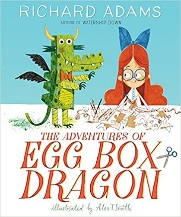 RICHARD ADAMS
AUTHOR OF WATERSHIP DOWN
THE ADVENTURES OF
EGG BOX
DRAGON
illustrated by Alex T. Smith